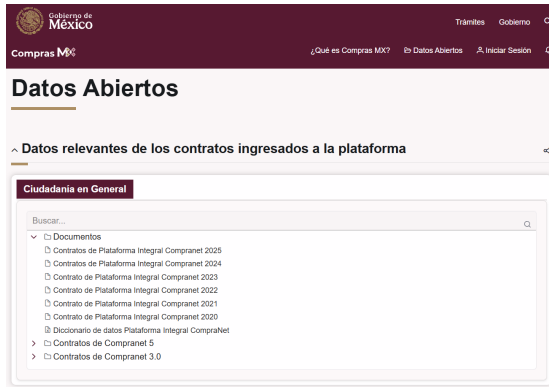 Gobierno de
México
Trámites Gobierno
Compras MX
¿Qué es Compras MX? Datos Abiertos Iniciar Sesión
Datos Abiertos
Datos relevantes de los contratos ingresados a la plataforma
Ciudadanía en General
Buscar...
Documentos
Contratos de Plataforma Integral Compranet 2025
Contratos de Plataforma Integral Compranet 2024
Contrato de Plataforma Integral Compranet 2023
Contrato de Plataforma Integral Compranet 2022
Contrato de Plataforma Integral Compranet 2021
Contrato de Plataforma Integral Compranet 2020
Diccionario de datos Plataforma Integral CompraNet
Contratos de Compranet 5
Contratos de Compranet 3.0